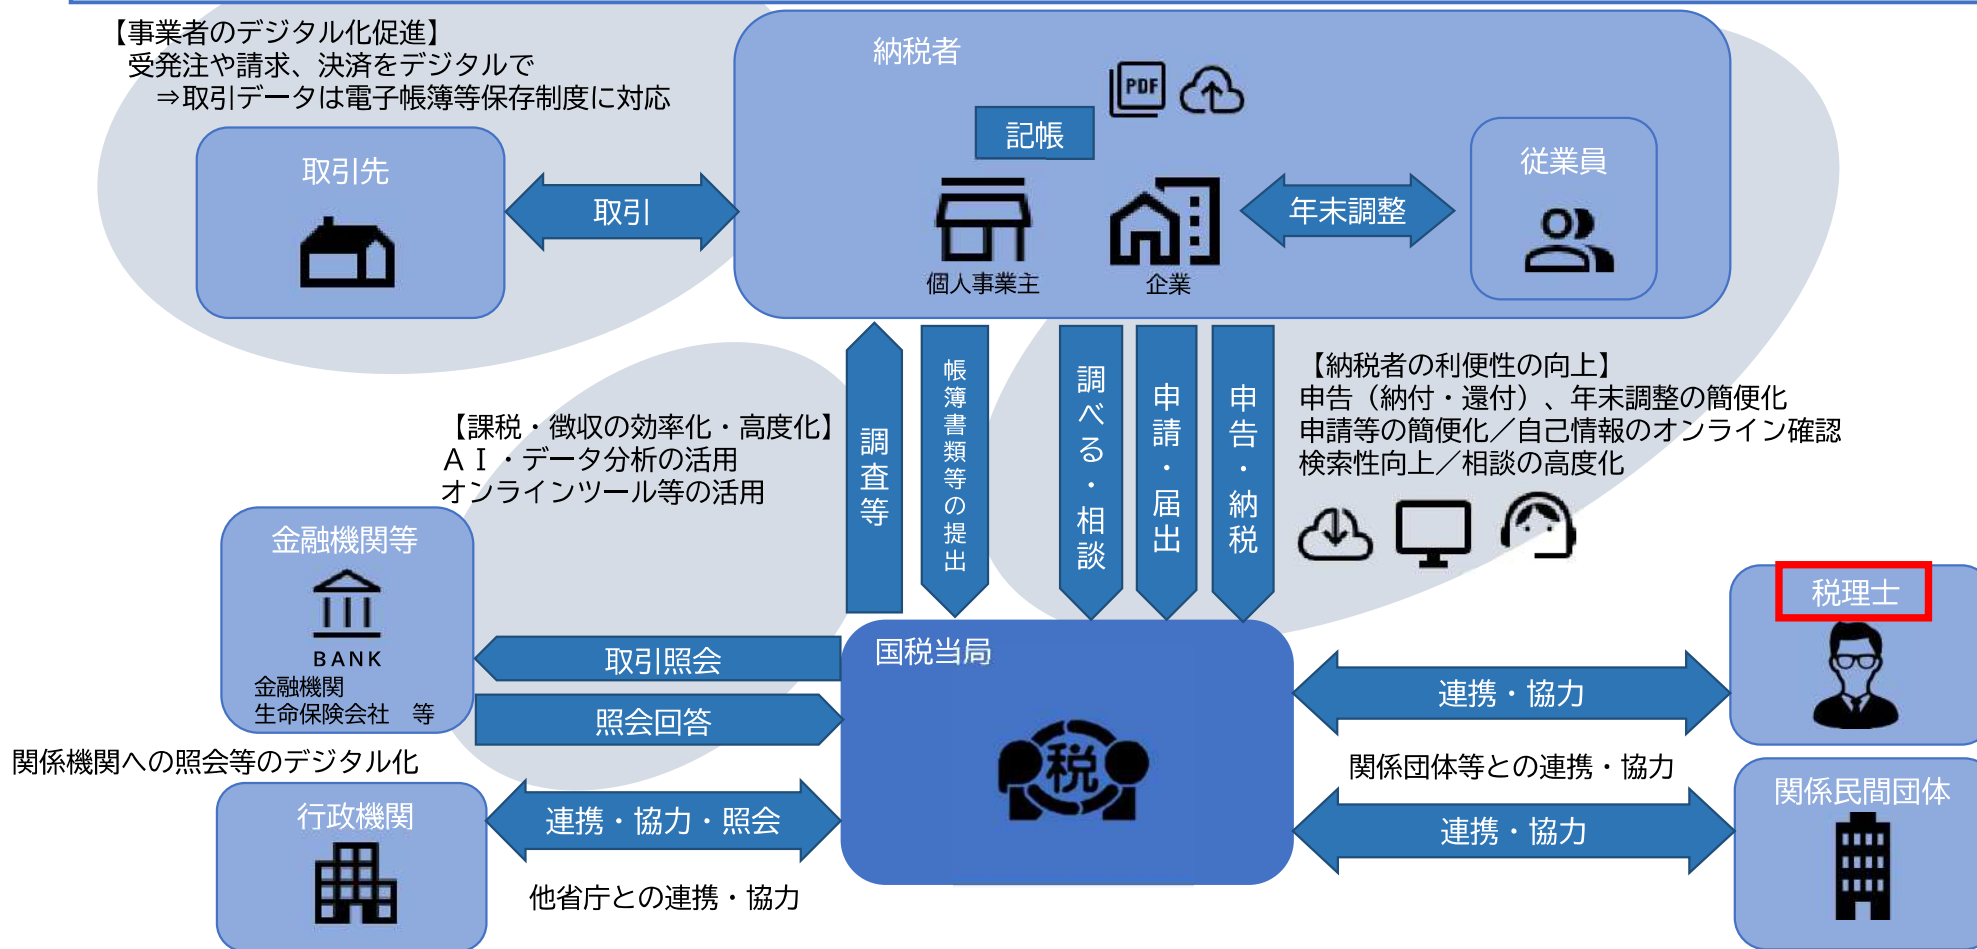 【事業者のデジタル化促進】
受発注や請求、決済をデジタルで
⇒取引データは電子帳簿等保存制度に対応
納税者
PDF
記帳
取引先
取引
個人事業主
企業
年末調整
従業員
調査等
帳簿書類等の提出
調べる・相談
申請・届出
申告・納税
【納税者の利便性の向上】
申告（納付・還付）、年末調整の簡便化
申請等の簡便化／自己情報のオンライン確認
検索性向上／相談の高度化
【課税・徴収の効率化・高度化】
ＡＩ・データ分析の活用
オンラインツール等の活用
金融機関等
BANK
金融機関
生命保険会社　等
取引照会
照会回答
国税当局
税
連携・協力
税理士
関係機関への照会等のデジタル化
関係団体等との連携・協力
行政機関
連携・協力・照会
他省庁との連携・協力
連携・協力
関係民間団体